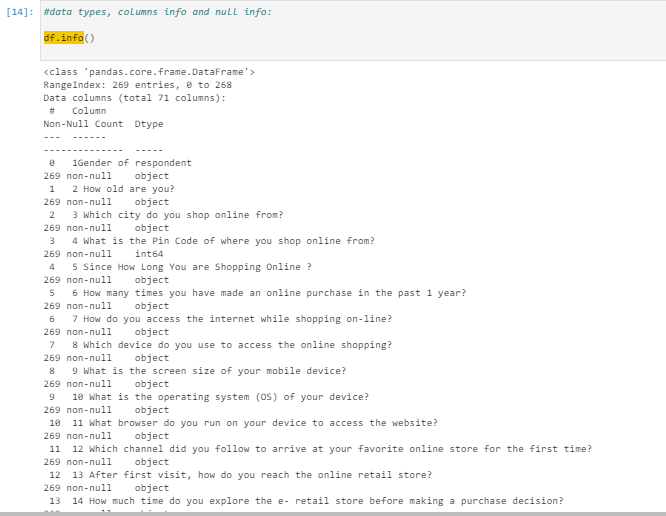 [14]: #data types, columns info and null info:
df.info()
<class 'pandas.core.frame.DataFrame'>
RangeIndex: 269 entries, 0 to 268
Data columns (total 71 columns):
# Column
Non-Null Count Dtype
--- ------
-------------- -----
0 1Gender of respondent
269 non-null object
1 2 How old are you?
269 non-null object
2 3 Which city do you shop online from?
269 non-null object
3 4 What is the Pin Code of where you shop online from?
269 non-null int64
4 5 Since How Long You are Shopping Online ?
269 non-null object
5 6 How many times you have made an online purchase in the past 1 year?
269 non-null object
6 7 How do you access the internet while shopping on-line?
269 non-null object
7 8 Which device do you use to access the online shopping?
269 non-null object
8 9 What is the screen size of your mobile device?
269 non-null object
9 10 What is the operating system (OS) of your device?
269 non-null object
10 11 What browser do you run on your device to access the website?
269 non-null object
11 12 Which channel did you follow to arrive at your favorite online store for the first time?
269 non-null object
12 13 After first visit, how do you reach the online retail store?
269 non-null object
13 14 How much time do you explore the e- retail store before making a purchase decision?